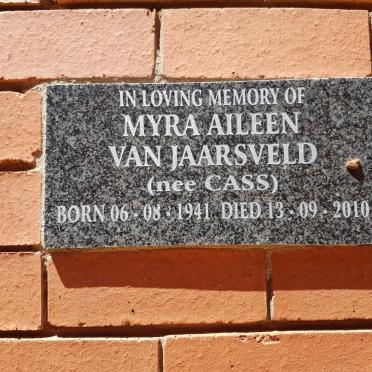 IN LOVING MEMORY OF
MYRA AILEEN
VAN JAARSVELD
(nee CASS)
BORN 06 · 08 · 1941 DIED 13 · 09 · 2010